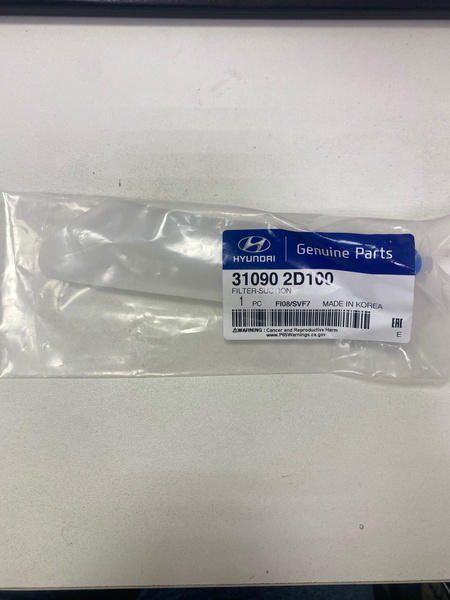 HYUNDAI
Genuine Parts
31090 2D100
FILTER-SUCTION
1 PC FI08/SVF7 MADE IN KOREA
⚠WARNING : Cancer and Reproductive Harm
www.P65Warnings.ca.gov
EAC
E